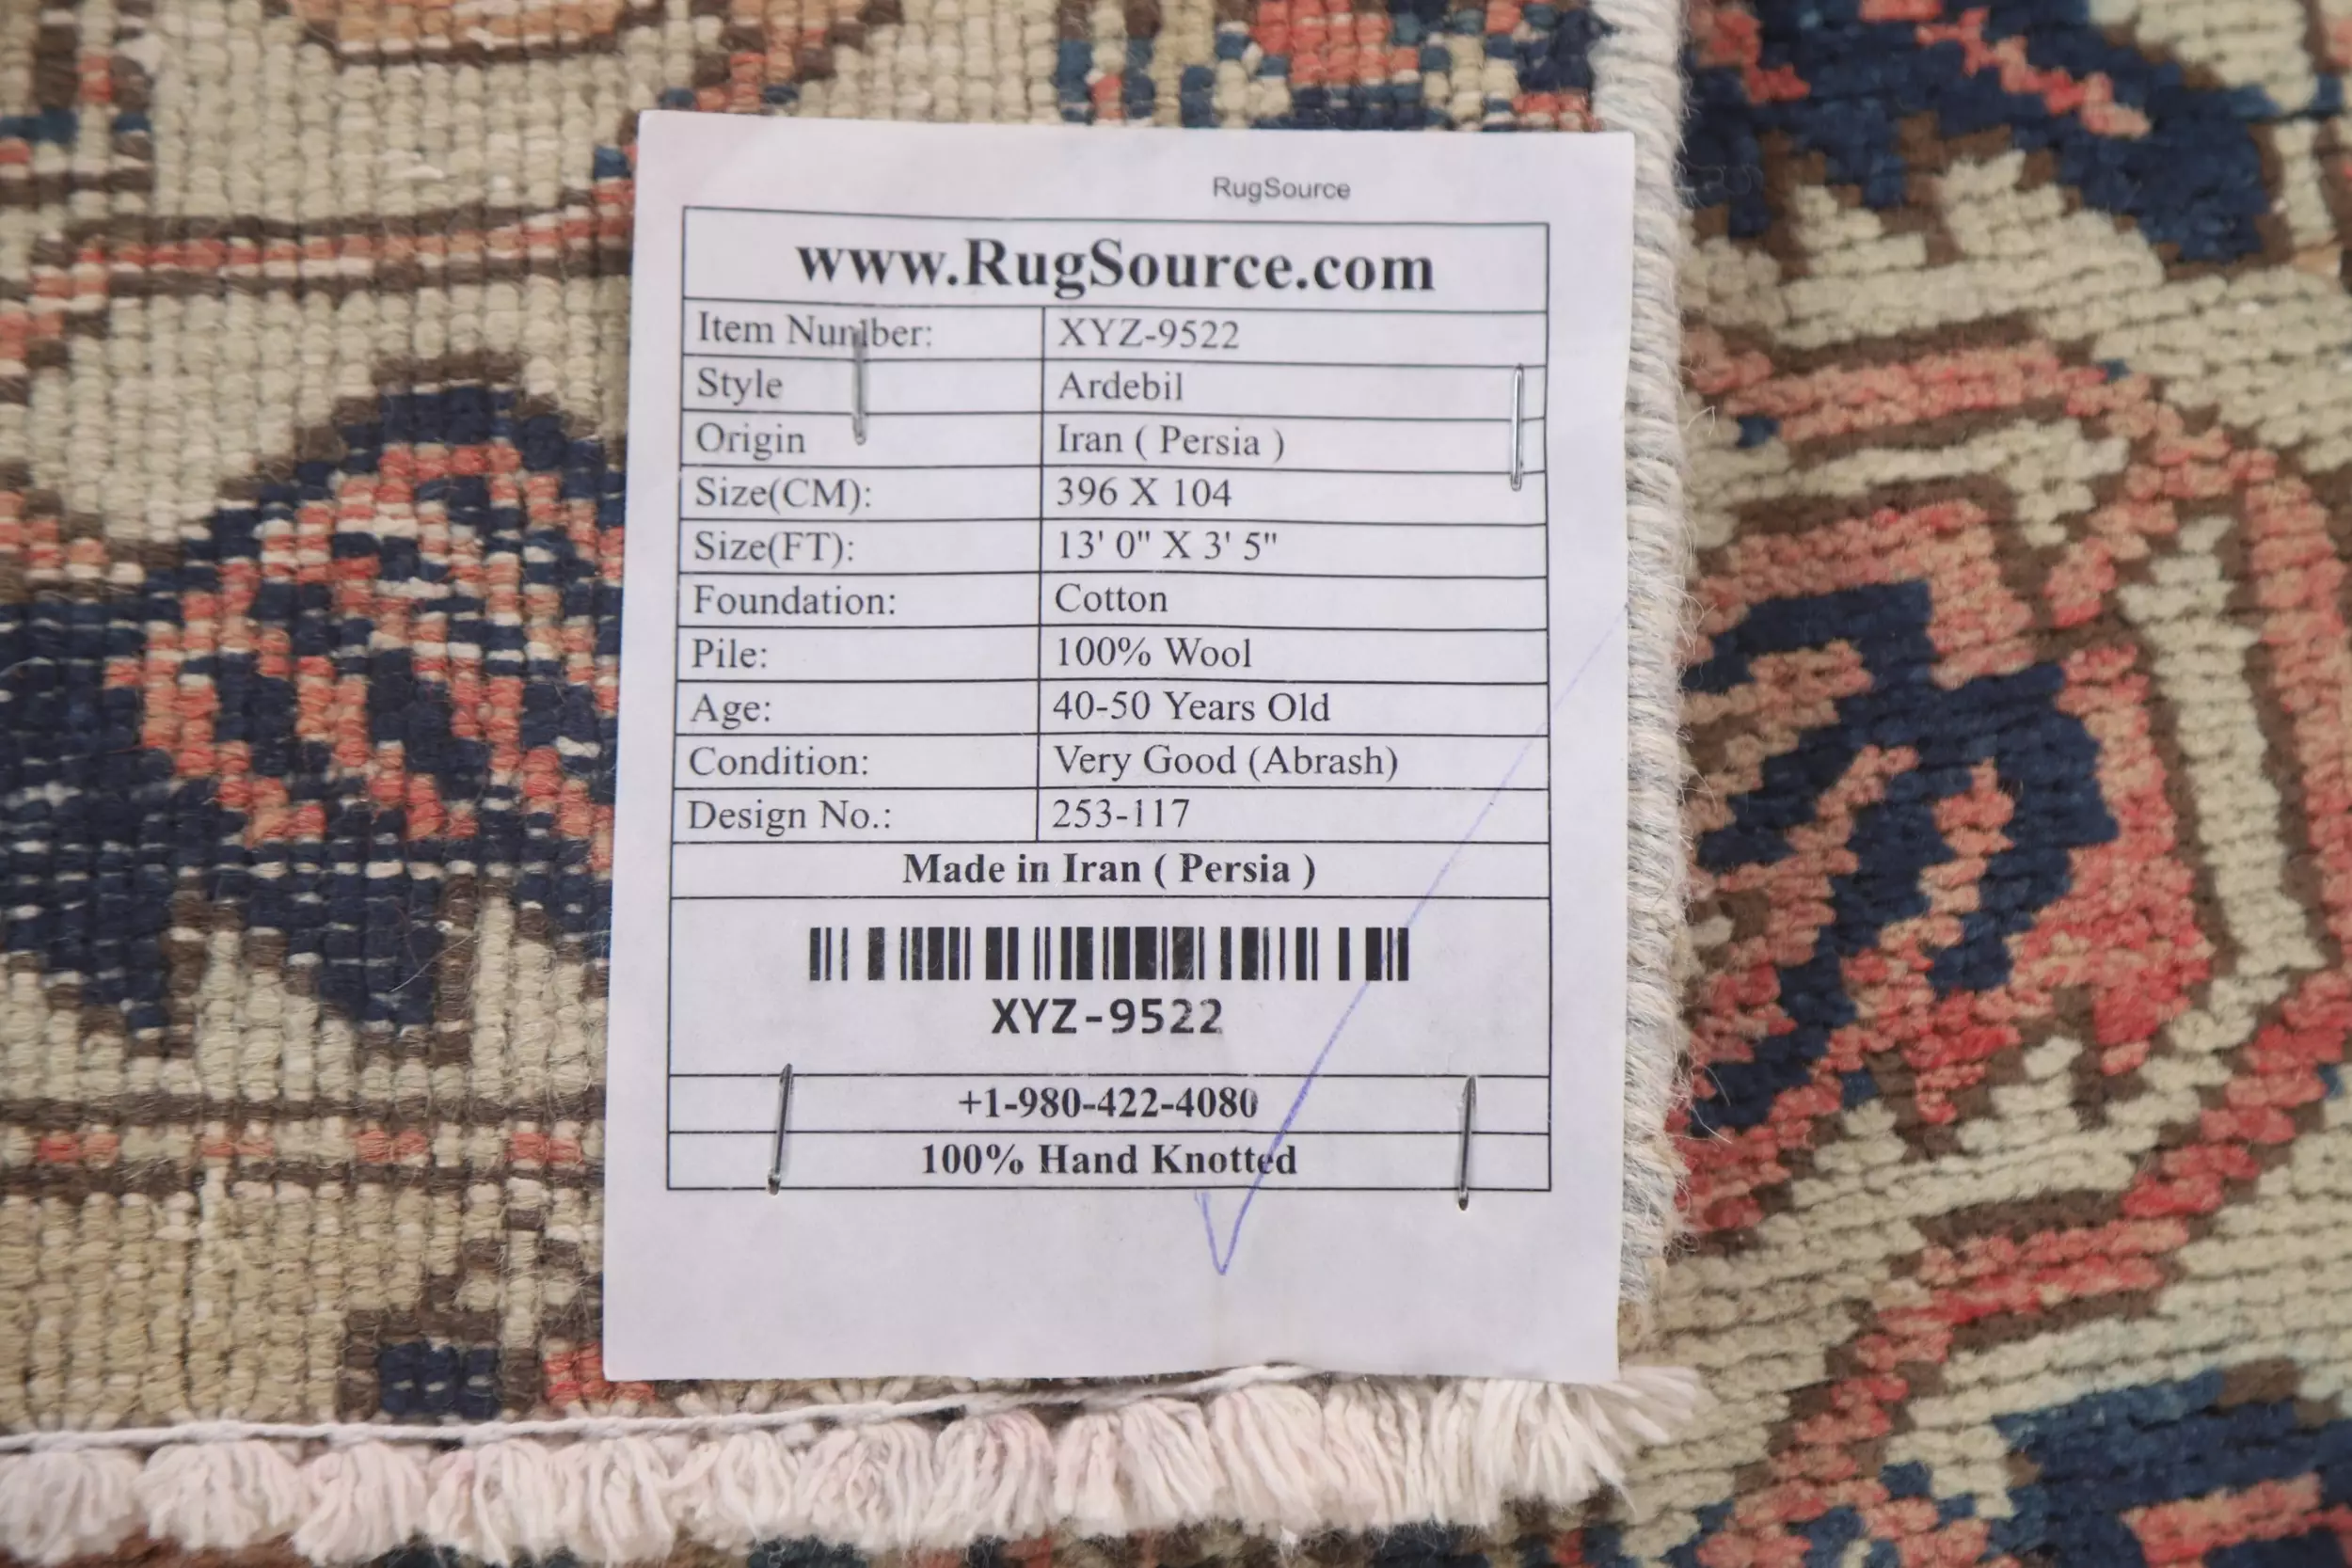 RugSource
www.RugSource.com
Item Number: XYZ-9522
Style Ardebil
Origin Iran ( Persia )
Size(CM): 396 X 104
Size(FT): 13' 0" X 3' 5"
Foundation: Cotton
Pile: 100% Wool
Age: 40-50 Years Old
Condition: Very Good (Abrash)
Design No.: 253-117
Made in Iran ( Persia )
XYZ-9522
+1-980-422-4080
100% Hand Knotted